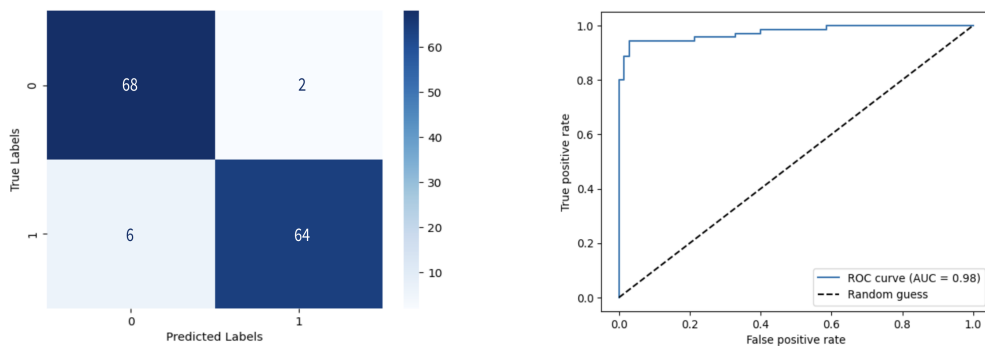 68 2
6 64
0
1
True Labels
0 1
Predicted Labels
60
50
40
30
20
10
1.0
0.8
0.6
0.4
0.2
0.0
True positive rate
0.0 0.2 0.4 0.6 0.8 1.0
False positive rate
ROC curve (AUC = 0.98)
Random guess